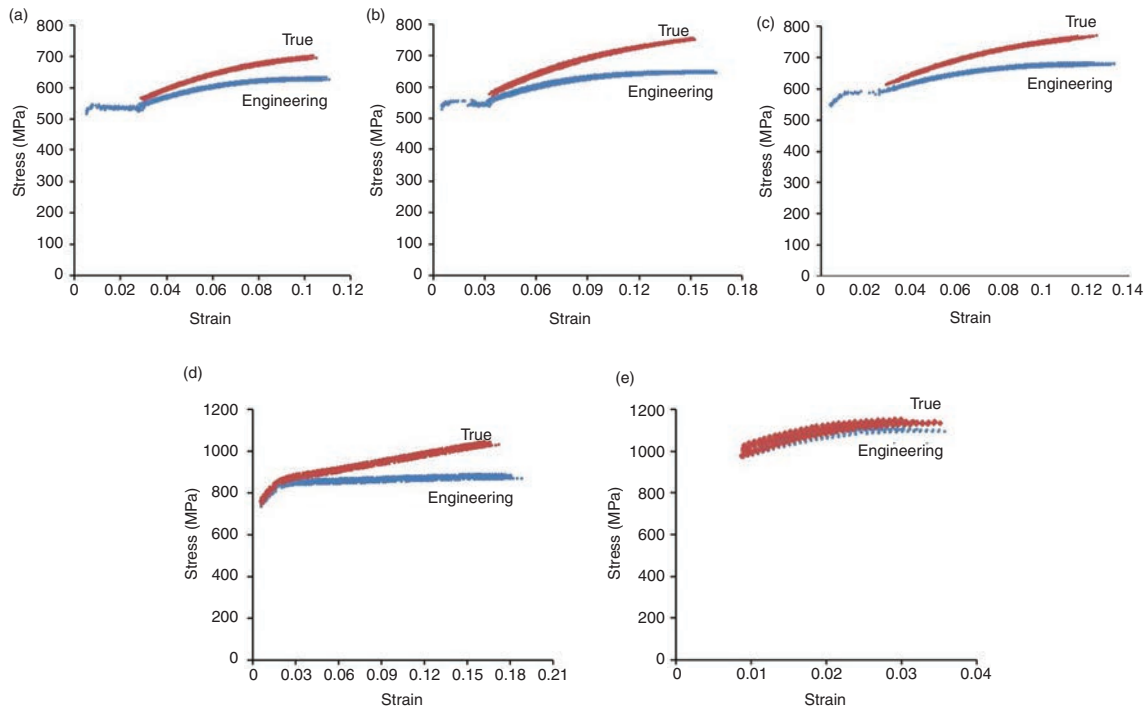 (a)
800
700
600
500
400
300
200
100
0
Stress (MPa)
True
Engineering
0 0.02 0.04 0.06 0.08 0.1 0.12
Strain
(b)
800
700
600
500
400
300
200
100
0
Stress (MPa)
True
Engineering
0 0.03 0.06 0.09 0.12 0.15 0.18
Strain
(c)
800
700
600
500
400
300
200
100
0
Stress (MPa)
True
Engineering
0 0.02 0.04 0.06 0.08 0.1 0.12 0.14
Strain
(d)
1200
1000
800
600
400
200
0
Stress (MPa)
True
Engineering
0 0.03 0.06 0.09 0.12 0.15 0.18 0.21
Strain
(e)
1200
1000
800
600
400
200
0
Stress (MPa)
True
Engineering
0 0.01 0.02 0.03 0.04
Strain